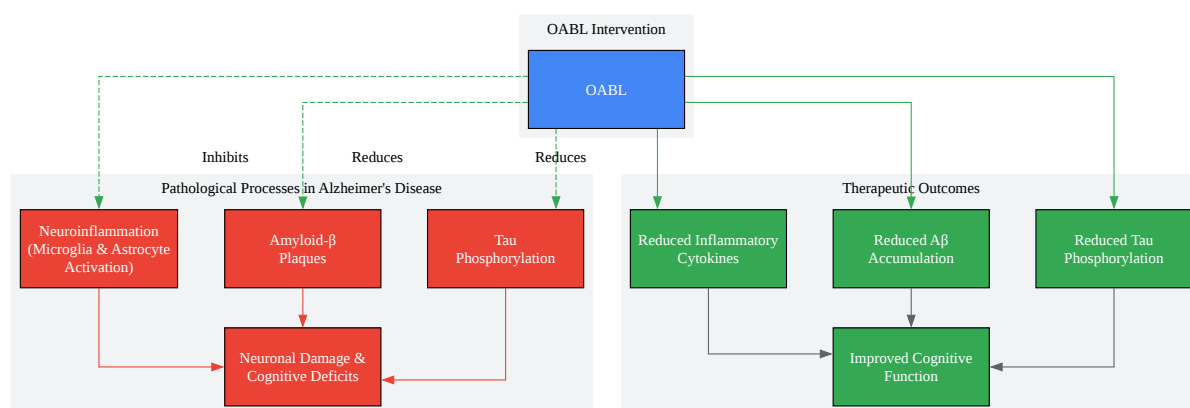 OABL Intervention
OABL
Inhibits
Reduces
Reduces
Pathological Processes in Alzheimer's Disease
Neuroinflammation
(Microglia & Astrocyte
Activation)
Amyloid-β
Plaques
Tau
Phosphorylation
Neuronal Damage &
Cognitive Deficits
Therapeutic Outcomes
Reduced Inflammatory
Cytokines
Reduced Aβ
Accumulation
Reduced Tau
Phosphorylation
Improved Cognitive
Function